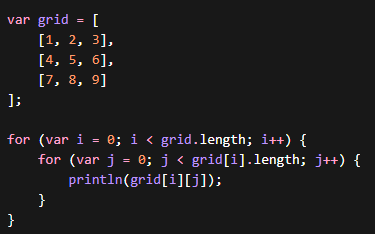 var grid = [
    [1, 2, 3],
    [4, 5, 6],
    [7, 8, 9]
];

for (var i = 0; i < grid.length; i++) {
    for (var j = 0; j < grid[i].length; j++) {
        println(grid[i][j]);
    }
}